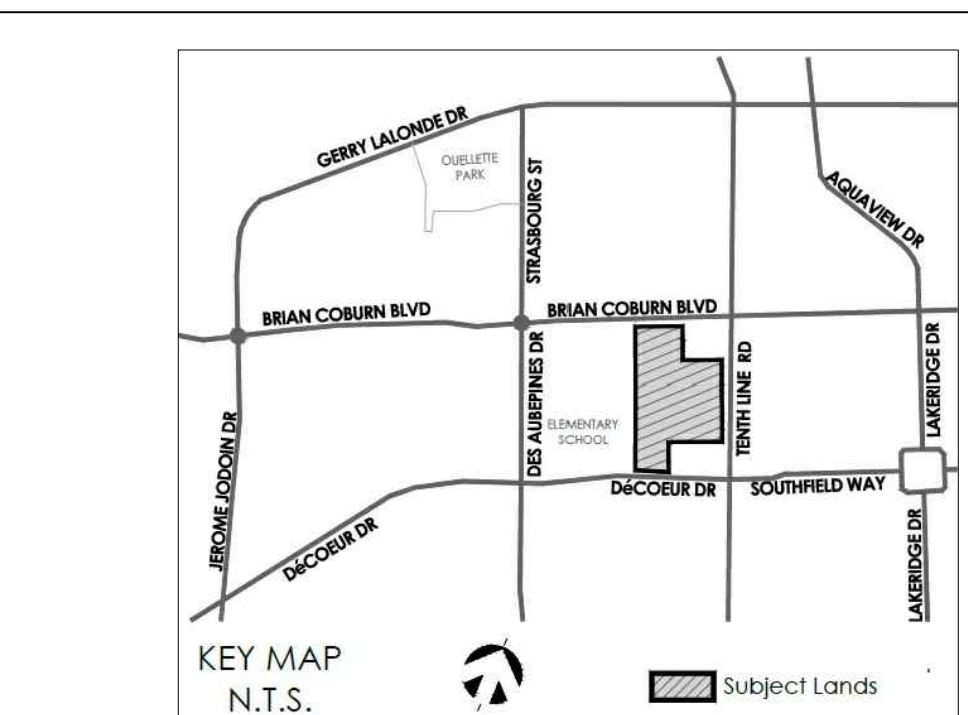 GERRY LALONDE DR
OUELLETTE
PARK
STRASBOURG ST
AQUAVIEW DR
BRIAN COBURN BLVD
BRIAN COBURN BLVD
LAKERIDGE DR
TENTH LINE RD
DES AUBEPINES DR
ELEMENTARY
SCHOOL
JEROME JODOIN DR
DéCOEUR DR
DéCOEUR DR
SOUTHFIELD WAY
LAKERIDGE DR
KEY MAP
N.T.S.
Subject Lands